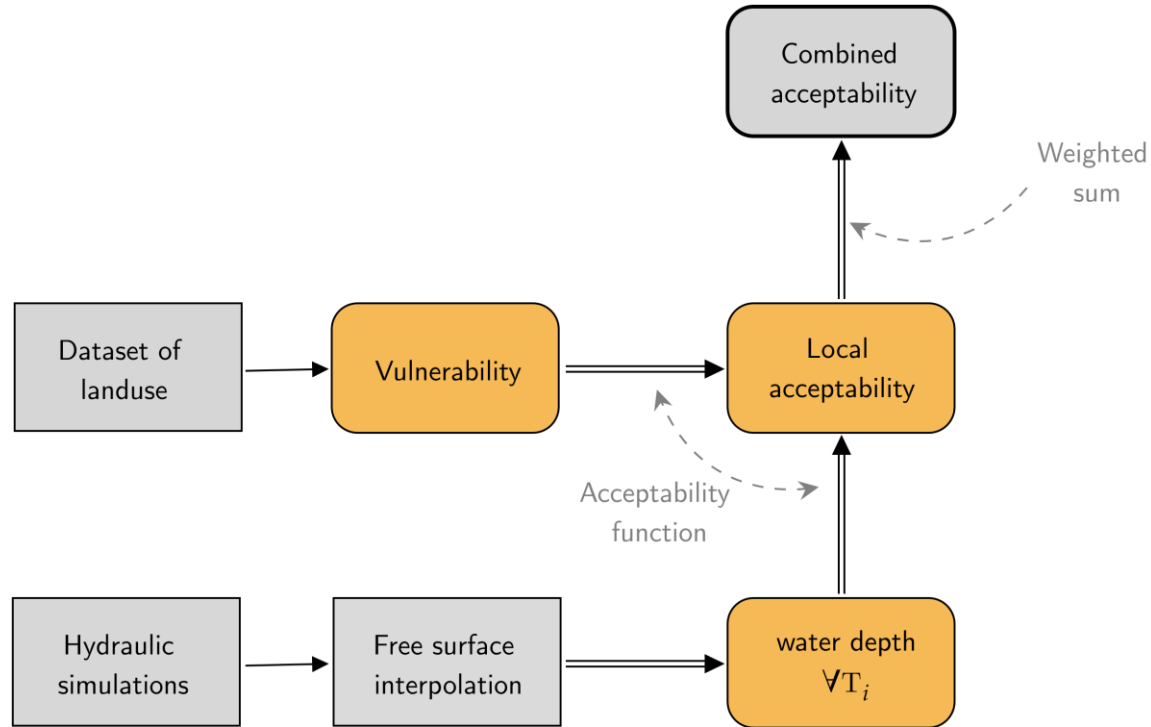 Combined
acceptability
Weighted
sum
Dataset of
landuse
Vulnerability
Local
acceptability
Acceptability
function
Hydraulic
simulations
Free surface
interpolation
water depth
∀T_i